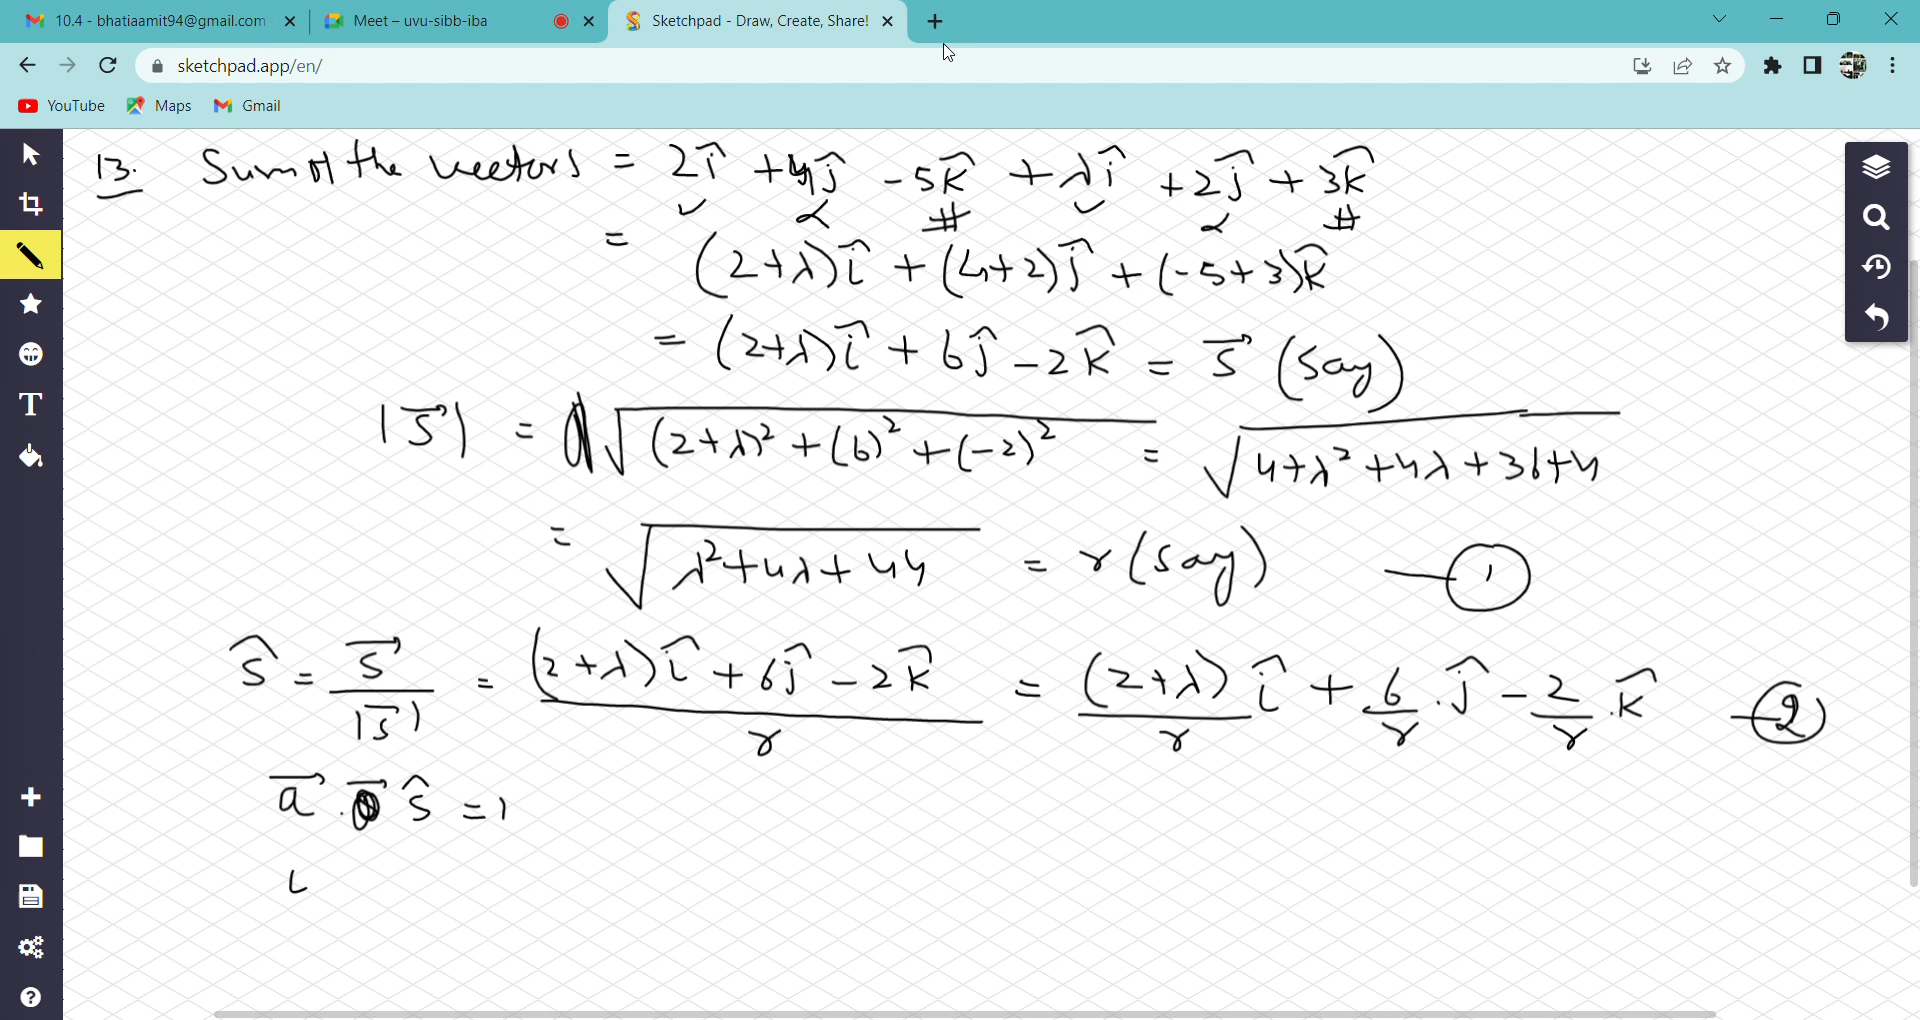 10.4 - bhatiaamit94@gmail.com
Meet – uvu-sibb-iba
Sketchpad - Draw, Create, Share!
sketchpad.app/en/
YouTube
Maps
Gmail
13. Sum of the vectors = 2î + 4ĵ - 5k̂ + λî + 2ĵ + 3k̂
= (2+λ)î + (4+2)ĵ + (-5+3)k̂
= (2+λ)î + 6ĵ - 2k̂ = s⃗ (say)
|s⃗| = √((2+λ)² + (6)² + (-2)²) = √(4+λ²+4λ+36+4)
= √(λ²+4λ+44) = r (say) — 1
ŝ = s⃗/|s⃗| = ((2+λ)î + 6ĵ - 2k̂)/r = (2+λ)/r î + 6/r . ĵ - 2/r . k̂ — 2
a⃗ . ŝ = 1